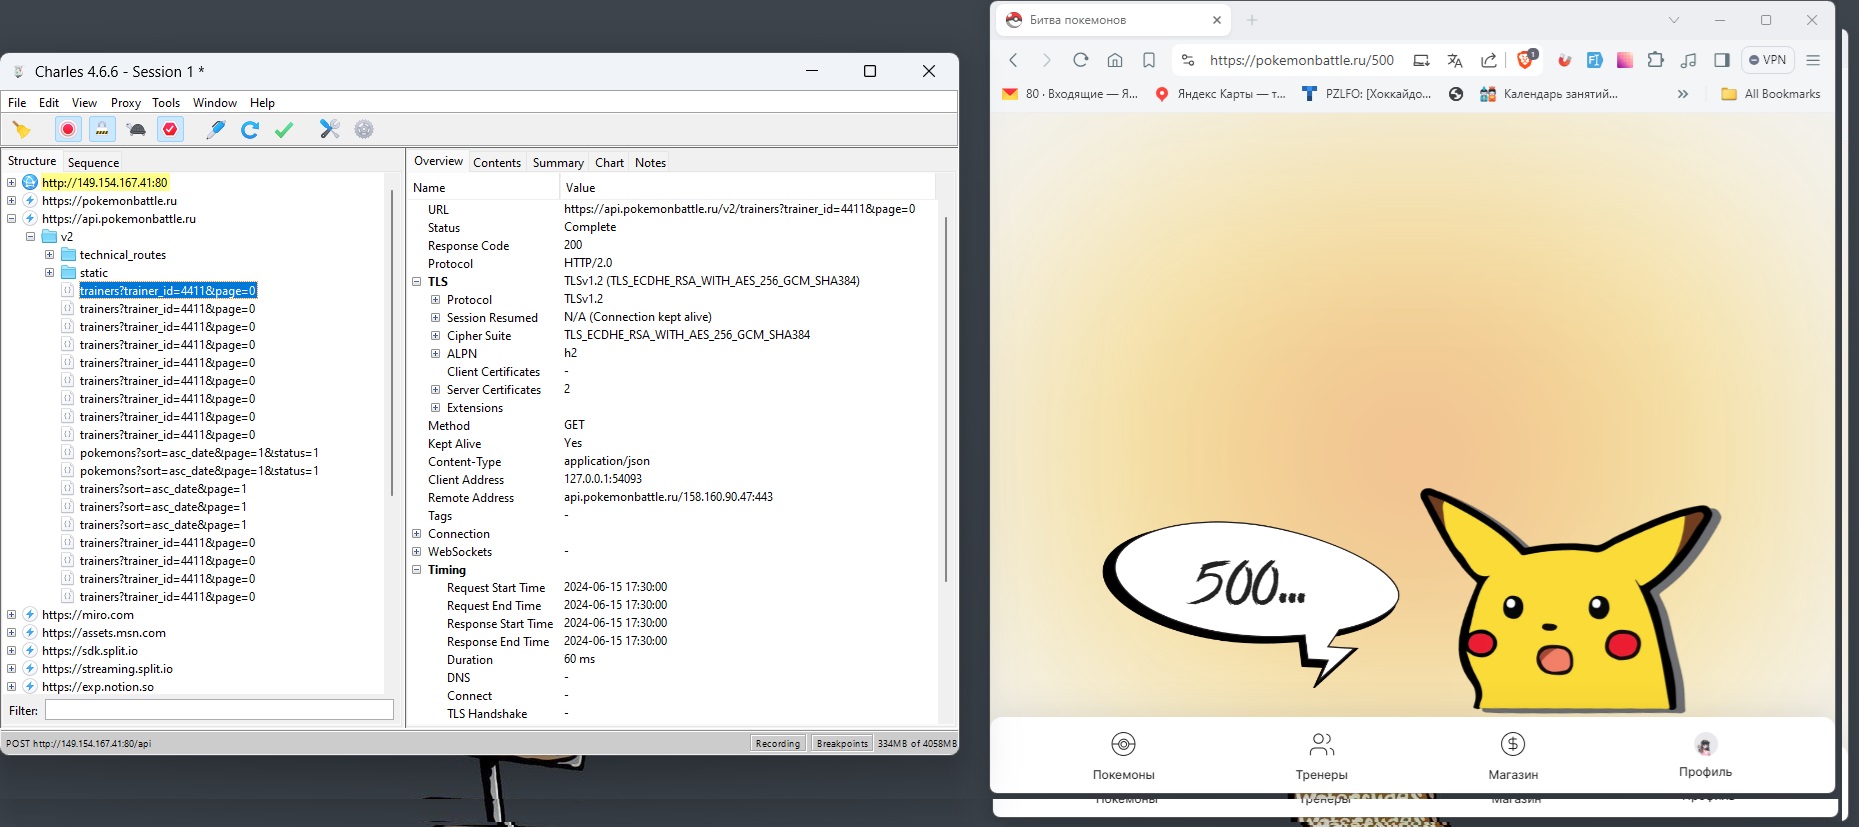 Charles 4.6.6 - Session 1 *
File Edit View Proxy Tools Window Help
Structure Sequence
http://149.154.167.41:80
https://pokemonbattle.ru
https://api.pokemonbattle.ru
v2
technical_routes
static
trainers?trainer_id=4411&page=0
trainers?trainer_id=4411&page=0
trainers?trainer_id=4411&page=0
trainers?trainer_id=4411&page=0
trainers?trainer_id=4411&page=0
trainers?trainer_id=4411&page=0
trainers?trainer_id=4411&page=0
trainers?trainer_id=4411&page=0
trainers?trainer_id=4411&page=0
pokemons?sort=asc_date&page=1&status=1
pokemons?sort=asc_date&page=1&status=1
trainers?sort=asc_date&page=1
trainers?sort=asc_date&page=1
trainers?sort=asc_date&page=1
trainers?trainer_id=4411&page=0
trainers?trainer_id=4411&page=0
trainers?trainer_id=4411&page=0
trainers?trainer_id=4411&page=0
https://miro.com
https://assets.msn.com
https://sdk.split.io
https://streaming.split.io
https://exp.notion.so
Filter:
Overview Contents Summary Chart Notes
Name Value
URL https://api.pokemonbattle.ru/v2/trainers?trainer_id=4411&page=0
Status Complete
Response Code 200
Protocol HTTP/2.0
TLS TLSv1.2 (TLS_ECDHE_RSA_WITH_AES_256_GCM_SHA384)
Protocol TLSv1.2
Session Resumed N/A (Connection kept alive)
Cipher Suite TLS_ECDHE_RSA_WITH_AES_256_GCM_SHA384
ALPN h2
Client Certificates -
Server Certificates 2
Extensions
Method GET
Kept Alive Yes
Content-Type application/json
Client Address 127.0.0.1:54093
Remote Address api.pokemonbattle.ru/158.160.90.47:443
Tags -
Connection
WebSockets -
Timing
Request Start Time 2024-06-15 17:30:00
Request End Time 2024-06-15 17:30:00
Response Start Time 2024-06-15 17:30:00
Response End Time 2024-06-15 17:30:00
Duration 60 ms
DNS -
Connect -
TLS Handshake -
POST http://149.154.167.41:80/api
Recording Breakpoints 334MB of 4058MB
Битва покемонов
https://pokemonbattle.ru/500
1
VPN
80 · Входящие — Я...
Яндекс Карты — т...
PZLFO: [Хоккайдо...
Календарь занятий...
All Bookmarks
500...
Покемоны Тренеры Магазин Профиль
Покемоны Тренеры Магазин Профиль